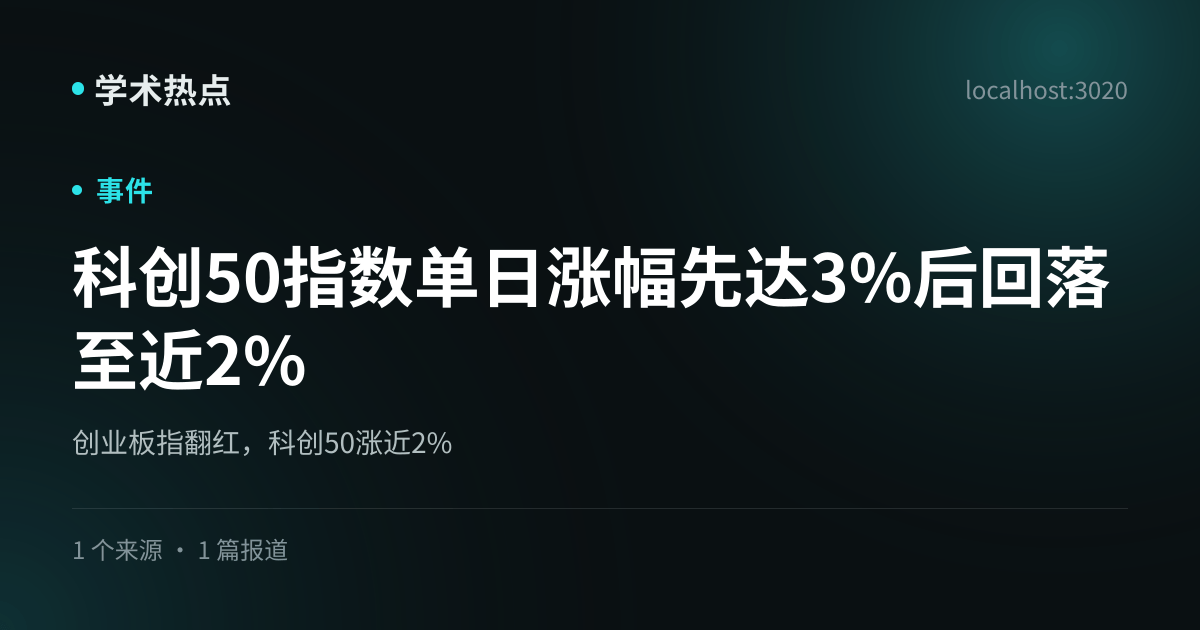 学术热点
localhost:3020
事件
科创50指数单日涨幅先达3%后回落
至近2%
创业板指翻红，科创50涨近2%
1 个来源 · 1 篇报道